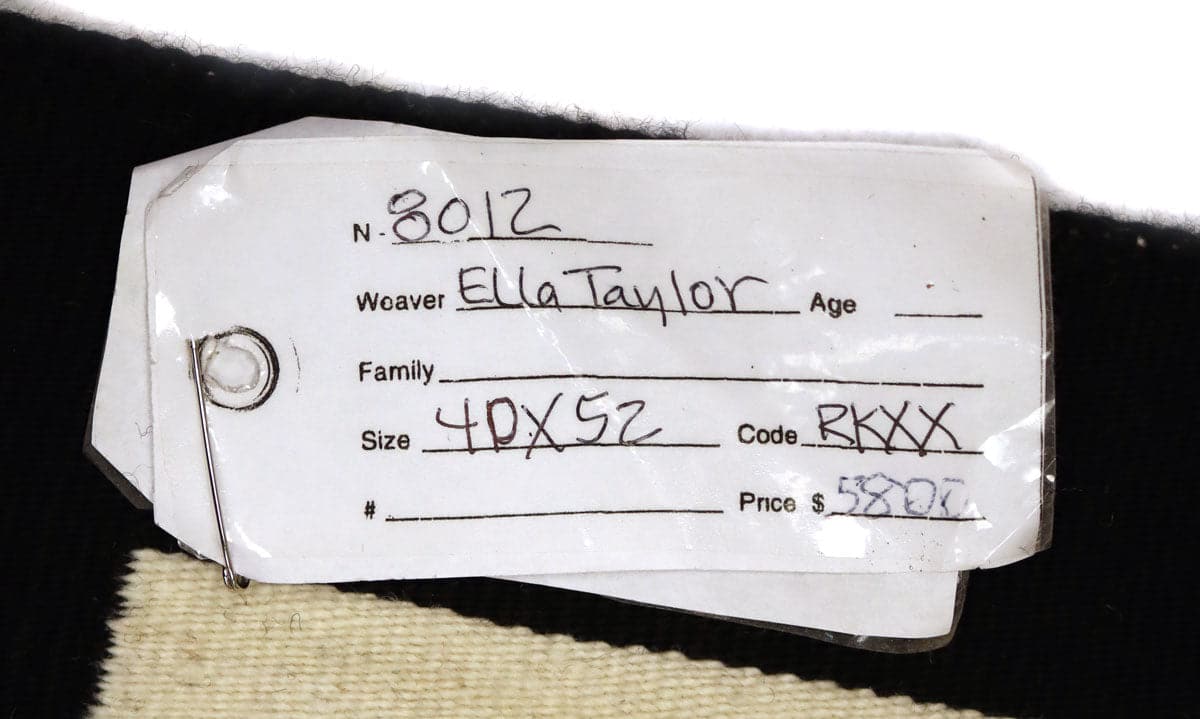 N-8012
Weaver Ella Taylor Age
Family
Size 40X52 Code RKXX
# Price $ 5800